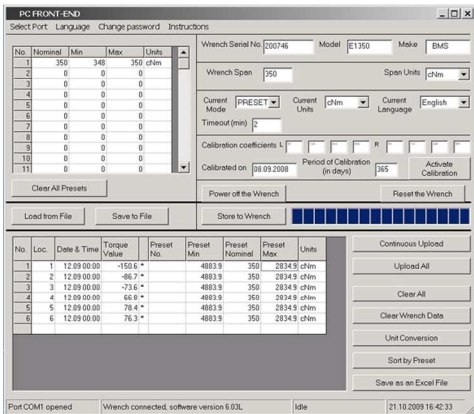 PC FRONT-END
Select Port Language Change password Instructions
No. Nominal Min Max Units
1 350 348 350 cNm
2 0 0 0
3 0 0 0
4 0 0 0
5 0 0 0
6 0 0 0
7 0 0 0
8 0 0 0
9 0 0 0
10 0 0 0
11 0 0 0
Clear All Presets
Load from File Save to File
Wrench Serial No. 200746 Model E1350 Make BMS
Wrench Span 350 Span Units cNm
Current Mode PRESET Current Units cNm Current Language English
Timeout (min) 2
Calibration coefficients L R
Calibrated on 08.09.2008 Period of Calibration (in days) 365 Activate Calibration
Power off the Wrench Reset the Wrench
Store to Wrench
No. Loc. Date & Time Torque Value Preset No. Preset Min Preset Nominal Preset Max Units
1 1 12.09 00:00 -150.6 * 4883.9 350 2834.9 cNm
2 2 12.09 00:00 -86.7 * 4883.9 350 2834.9 cNm
3 3 12.09 00:00 -73.6 * 4883.9 350 2834.9 cNm
4 4 12.09 00:00 66.8 * 4883.9 350 2834.9 cNm
5 5 12.09 00:00 78.4 * 4883.9 350 2834.9 cNm
6 6 12.09 00:00 76.3 * 4883.9 350 2834.9 cNm
Continuous Upload
Upload All
Clear All
Clear Wrench Data
Unit Conversion
Sort by Preset
Save as an Excel File
Port COM1 opened Wrench connected, software version 6.03L Idle 21.10.2009 16:42:33